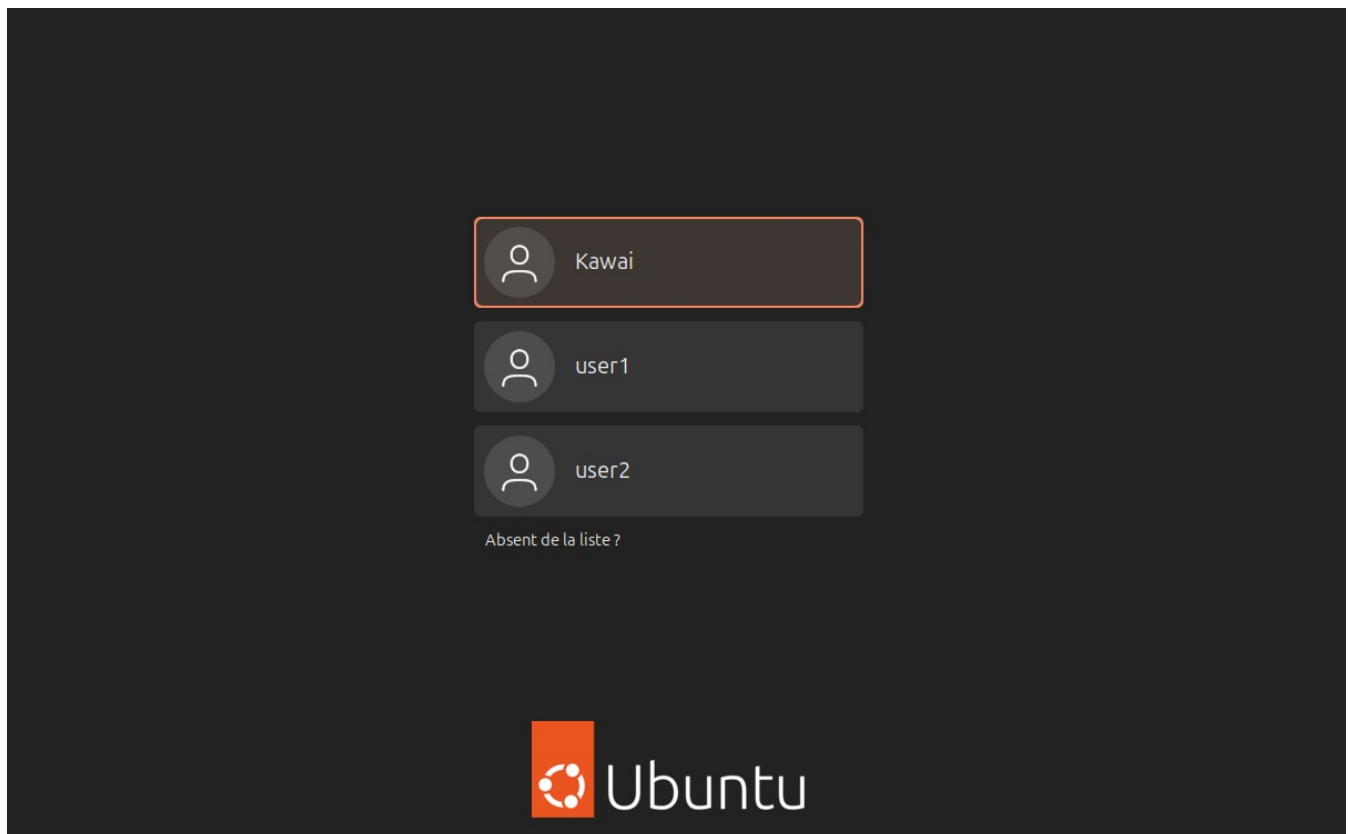 Kawai
user1
user2
Absent de la liste ?
Ubuntu